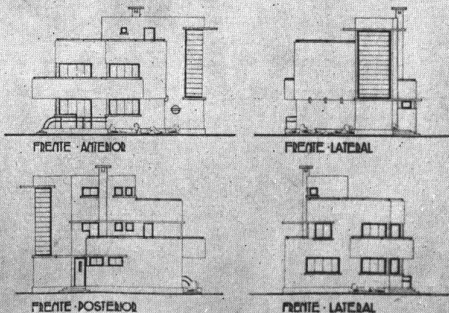 FRENTE · ANTERIOR
FRENTE · LATERAL
FRENTE · POSTERIOR
FRENTE · LATERAL